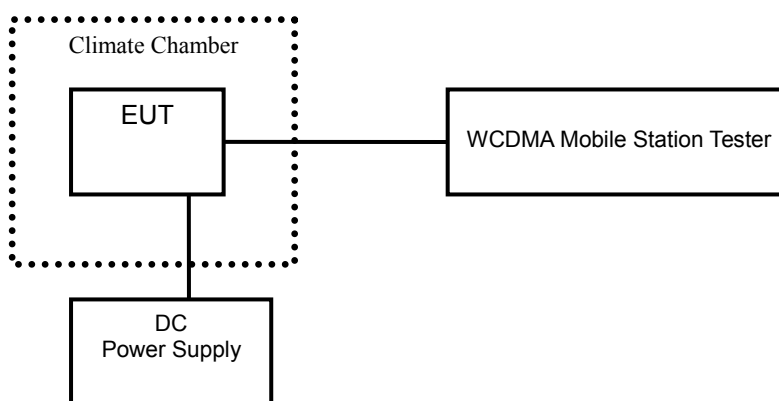 Climate Chamber
EUT
WCDMA Mobile Station Tester
DC
Power Supply